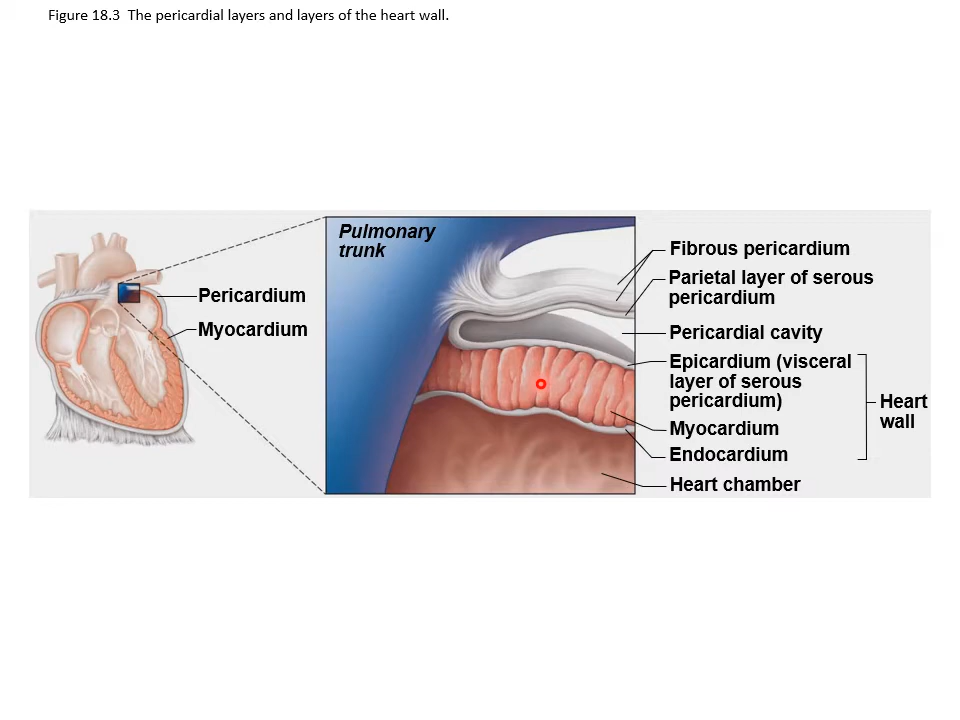 Figure 18.3 The pericardial layers and layers of the heart wall.
Pulmonary
trunk
Pericardium
Myocardium
Fibrous pericardium
Parietal layer of serous
pericardium
Pericardial cavity
Epicardium (visceral
layer of serous
pericardium)
Myocardium
Endocardium
Heart chamber
Heart
wall